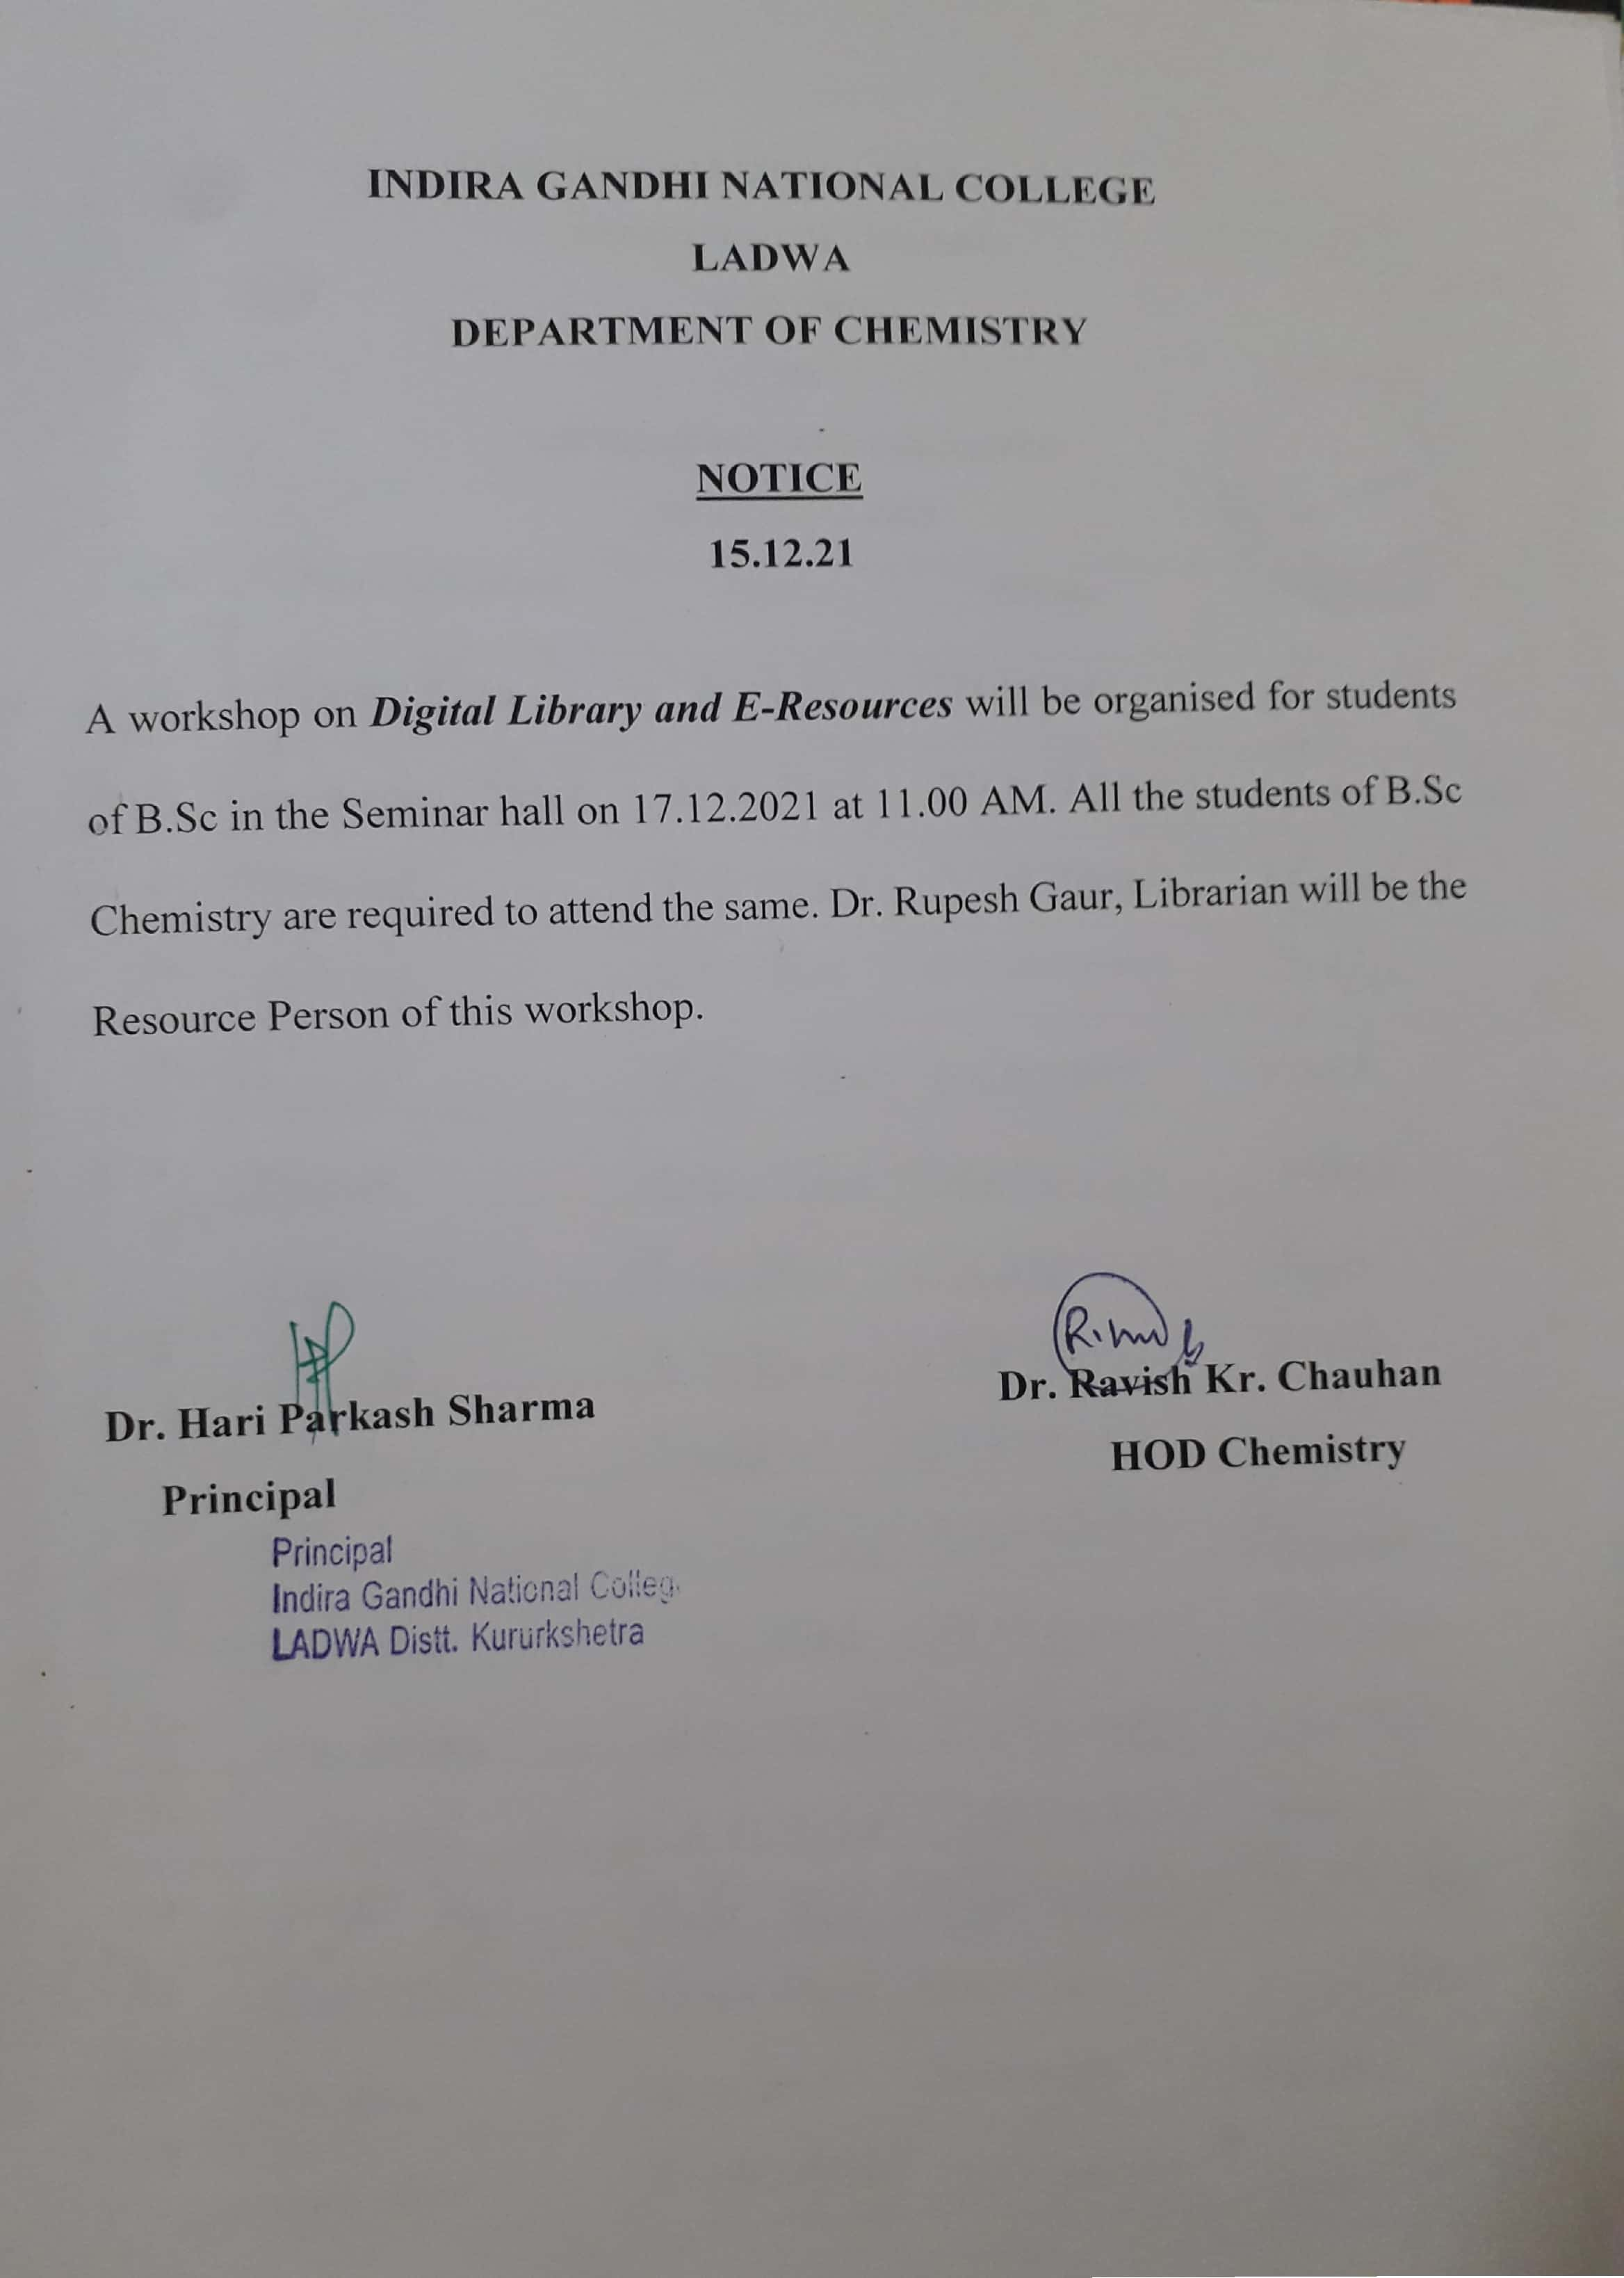 INDIRA GANDHI NATIONAL COLLEGE
LADWA
DEPARTMENT OF CHEMISTRY
NOTICE
15.12.21
A workshop on Digital Library and E-Resources will be organised for students
of B.Sc in the Seminar hall on 17.12.2021 at 11.00 AM. All the students of B.Sc
Chemistry are required to attend the same. Dr. Rupesh Gaur, Librarian will be the
Resource Person of this workshop.
Dr. Hari Parkash Sharma
Principal
Principal
Indira Gandhi National Colleg
LADWA Distt. Kururkshetra
Dr. Ravish Kr. Chauhan
HOD Chemistry